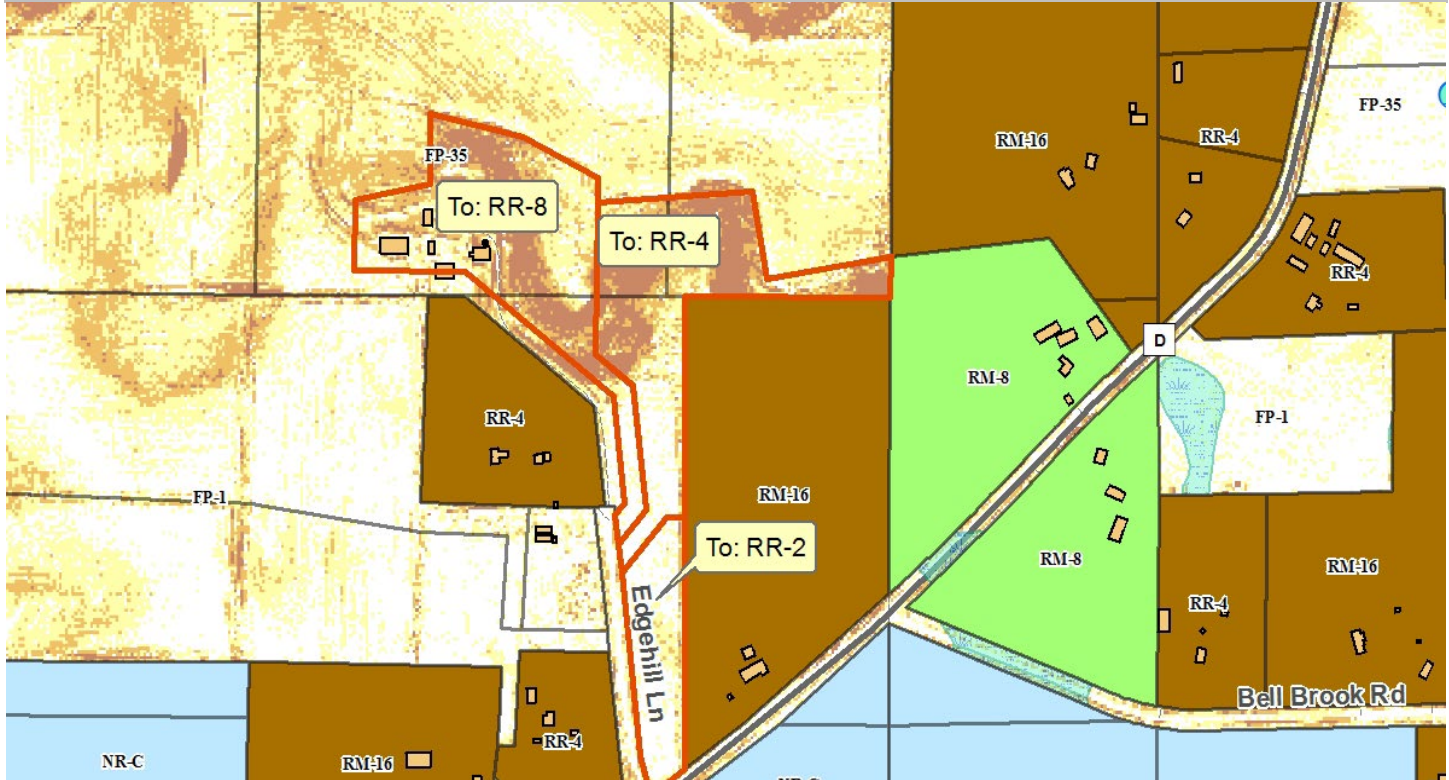 FP-35
RM-16
RR-4
FP-35
To: RR-8
To: RR-4
RR-4
D
RM-8
RR-4
FP-1
FP-1
RM-16
To: RR-2
RM-8
RM-16
RR-4
Edgehill Ln
Bell Brook Rd
RR-4
NR-C
RM-16